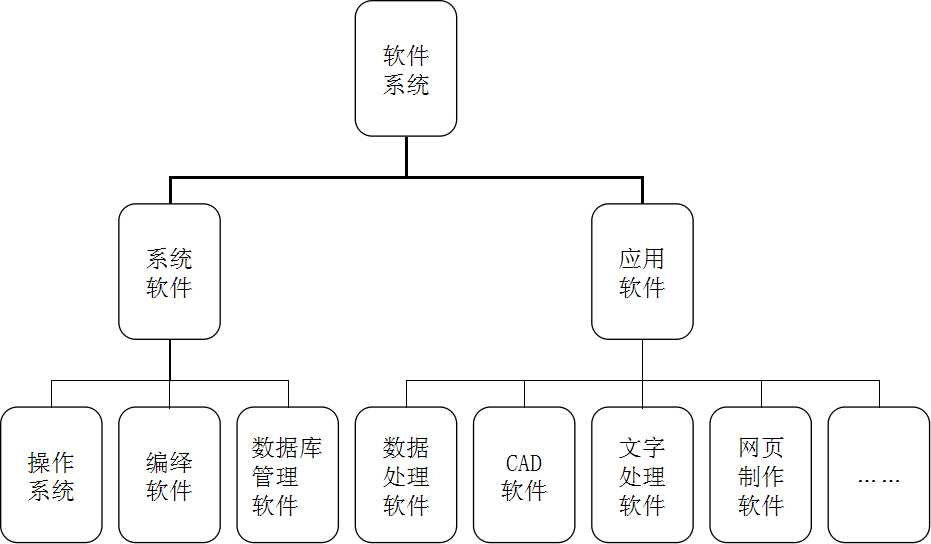 软件
系统
系统
软件
应用
软件
操作
系统
编绎
软件
数据库
管理
软件
数据
处理
软件
CAD
软件
文字
处理
软件
网页
制作
软件
……